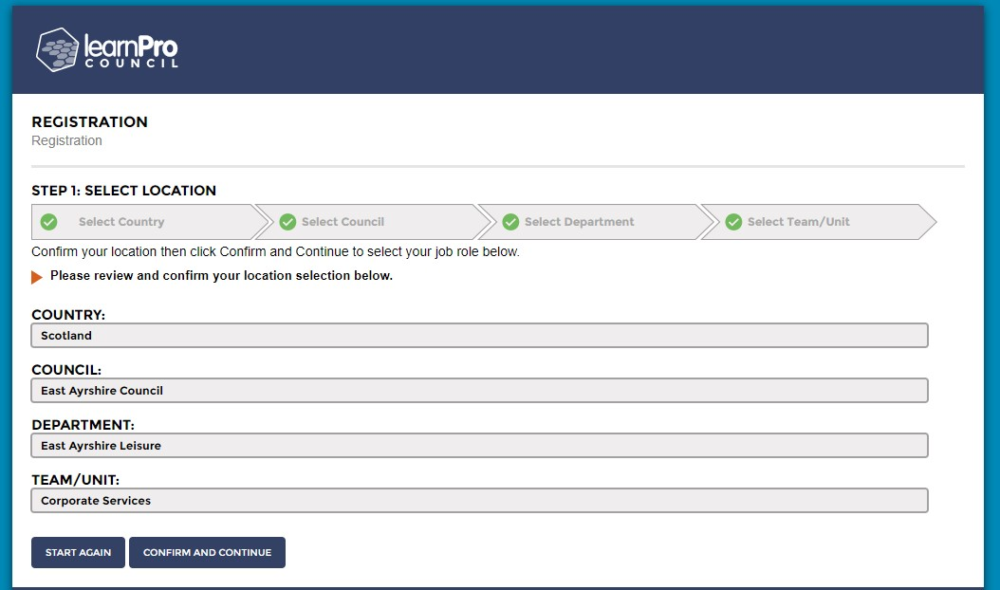 learnPro
COUNCIL
REGISTRATION
Registration
STEP 1: SELECT LOCATION
Select Country Select Council Select Department Select Team/Unit
Confirm your location then click Confirm and Continue to select your job role below.
Please review and confirm your location selection below.
COUNTRY:
Scotland
COUNCIL:
East Ayrshire Council
DEPARTMENT:
East Ayrshire Leisure
TEAM/UNIT:
Corporate Services
START AGAIN CONFIRM AND CONTINUE